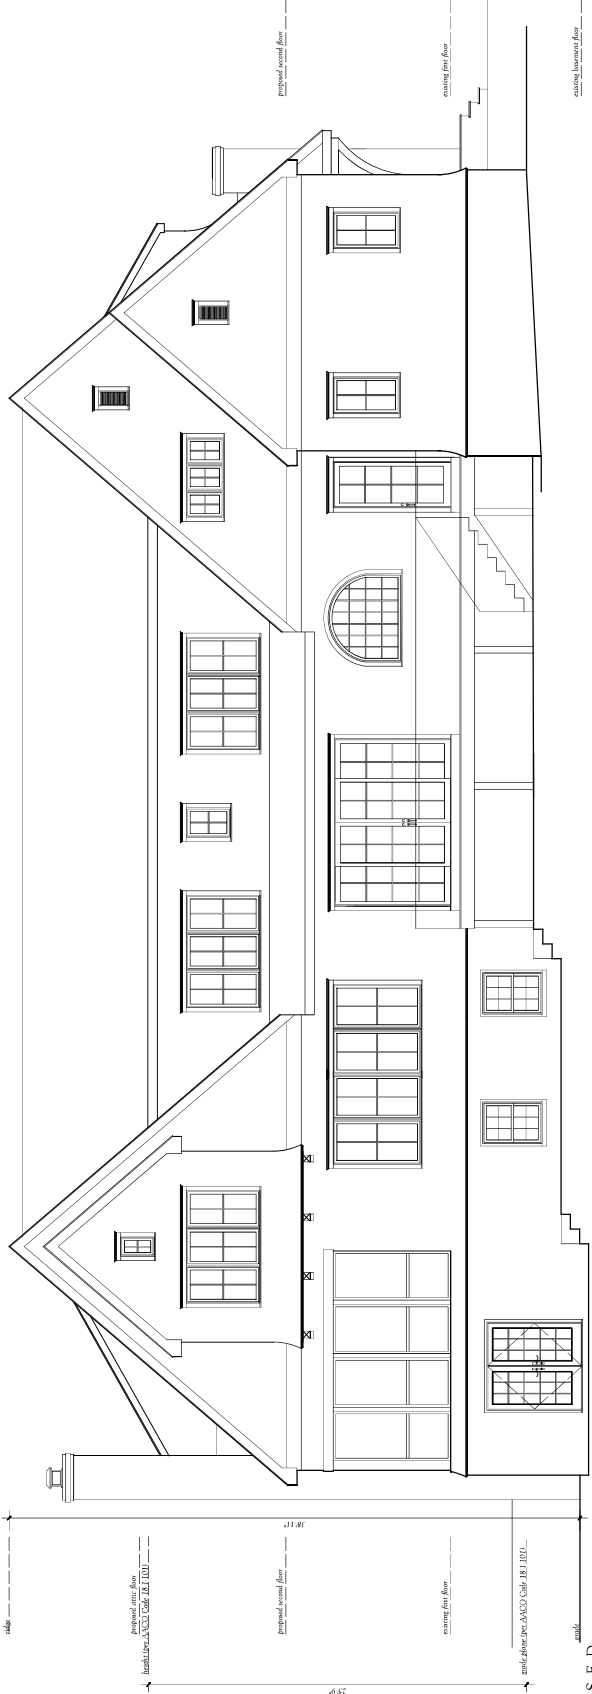 proposed second floor
existing first floor
existing basement floor
38'-11"
ridge
proposed attic floor
height (per AACO Code 18-1-101)
proposed second floor
existing first floor
grade plane (per AACO Code 18-1-101)
grade
25'-9"
S E D